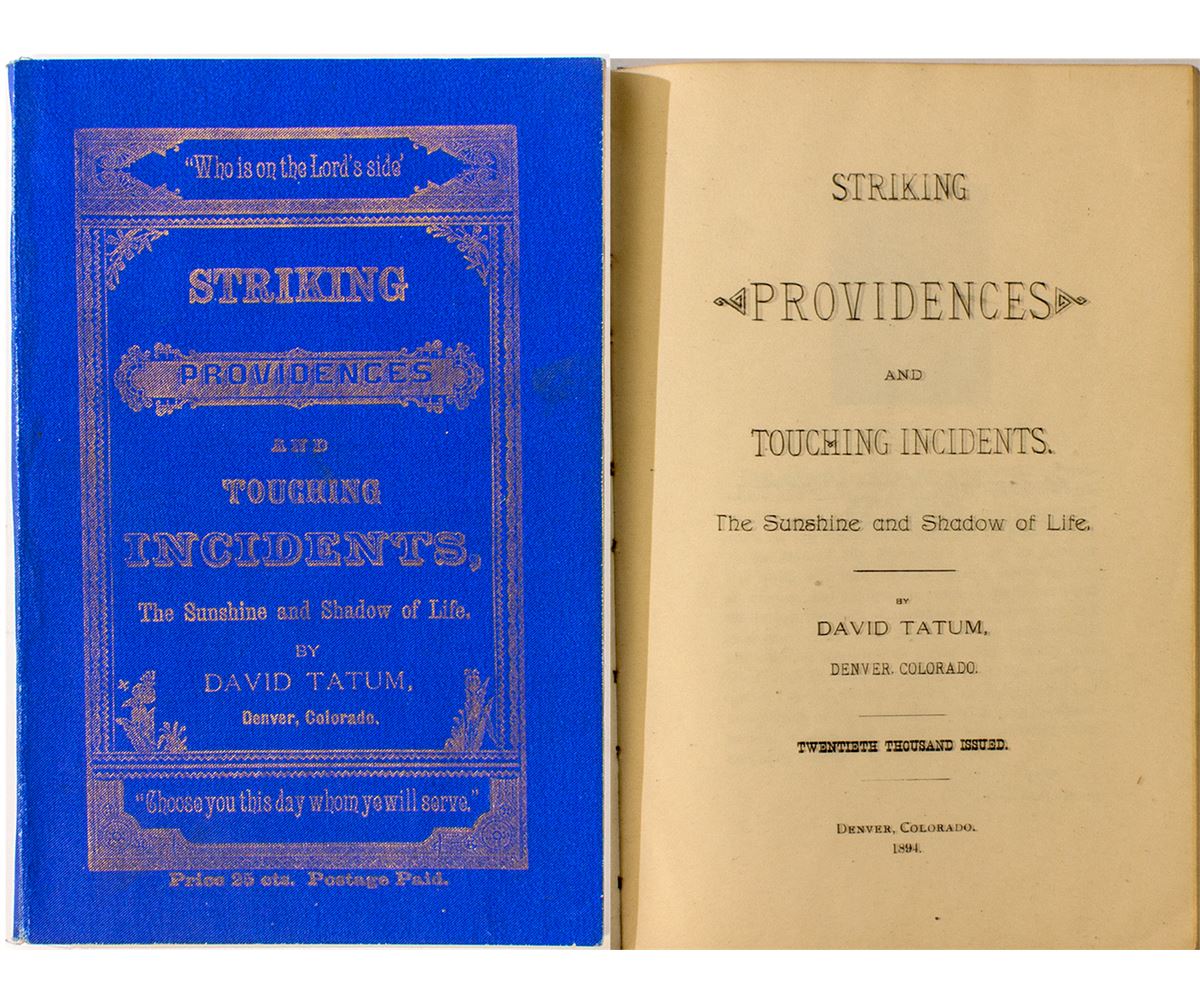 "Who is on the Lord's side'
STRIKING
PROVIDENCES
AND
TOUCHING
INCIDENTS,
The Sunshine and Shadow of Life.
BY
DAVID TATUM,
Denver, Colorado.
"Choose you this day whom ye will serve."
Price 25 cts. Postage Paid.
STRIKING
PROVIDENCES
AND
TOUCHING INCIDENTS.
The Sunshine and Shadow of Life.
BY
DAVID TATUM,
DENVER, COLORADO.
TWENTIETH THOUSAND ISSUED.
DENVER, COLORADO.
1894.